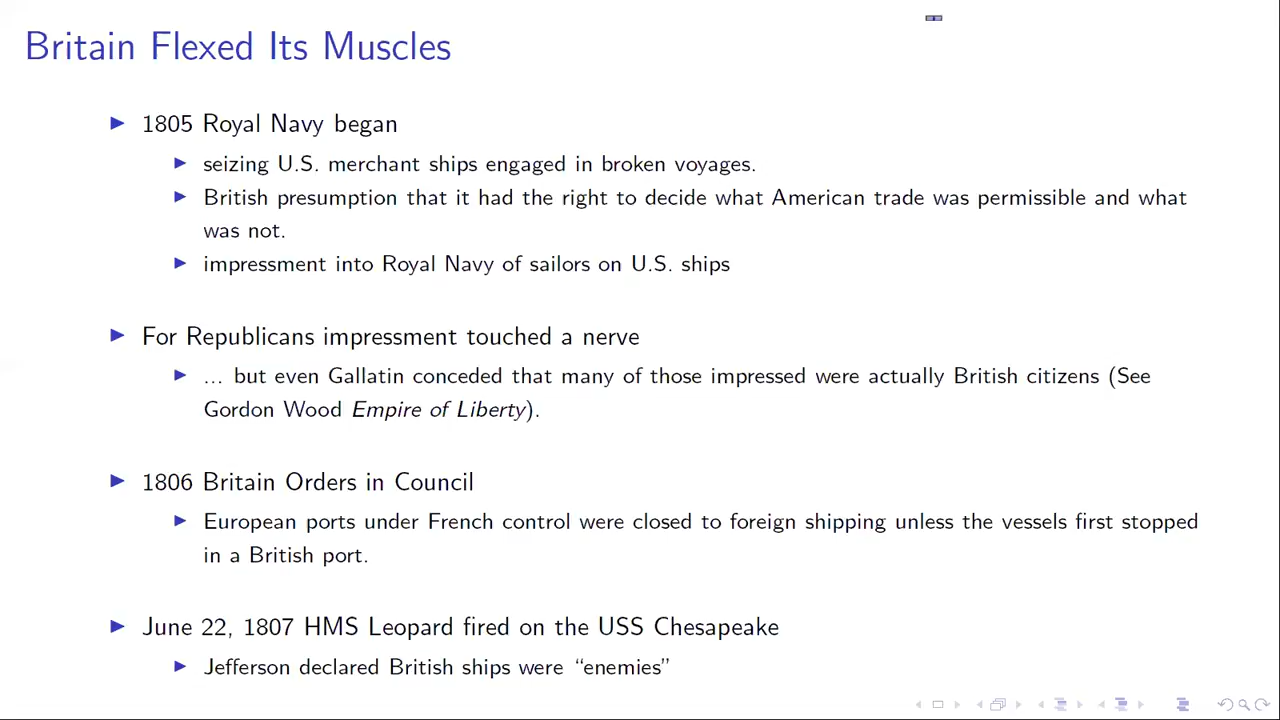 Britain Flexed Its Muscles
1805 Royal Navy began
seizing U.S. merchant ships engaged in broken voyages.
British presumption that it had the right to decide what American trade was permissible and what
was not.
impressment into Royal Navy of sailors on U.S. ships
For Republicans impressment touched a nerve
... but even Gallatin conceded that many of those impressed were actually British citizens (See
Gordon Wood Empire of Liberty).
1806 Britain Orders in Council
European ports under French control were closed to foreign shipping unless the vessels first stopped
in a British port.
June 22, 1807 HMS Leopard fired on the USS Chesapeake
Jefferson declared British ships were “enemies”